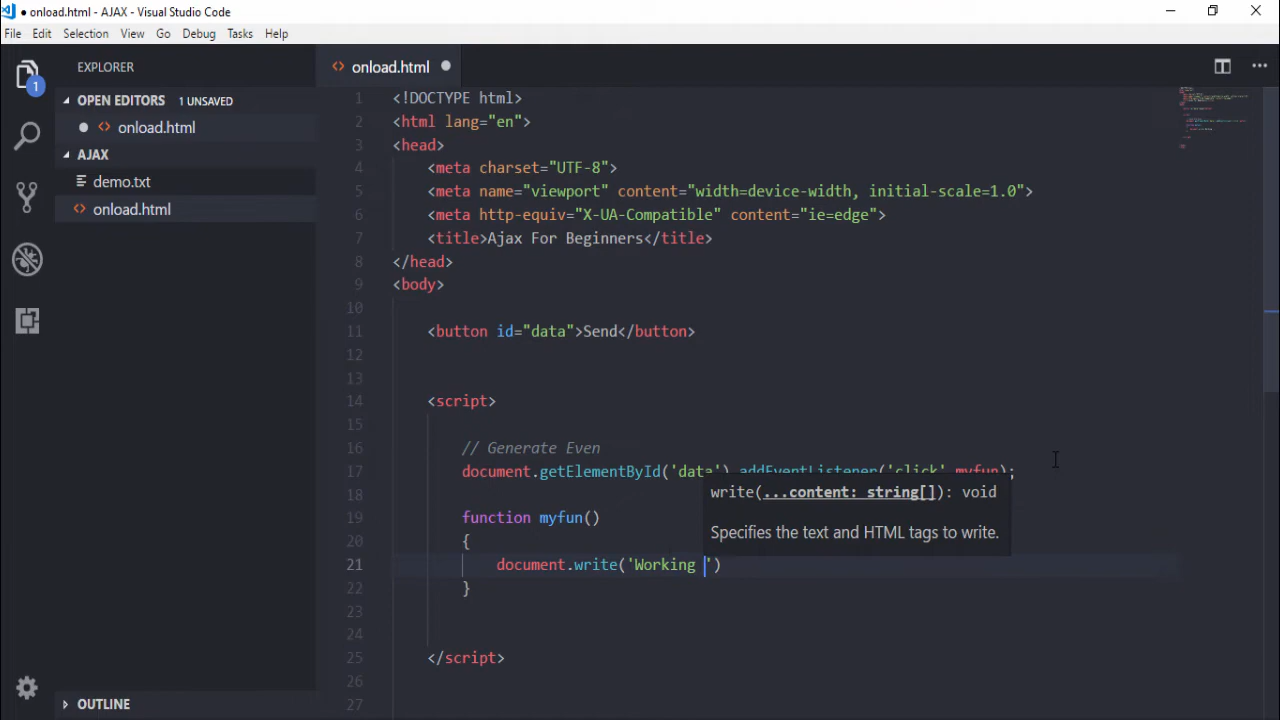 ● onload.html - AJAX - Visual Studio Code
File Edit Selection View Go Debug Tasks Help
EXPLORER
1
OPEN EDITORS 1 UNSAVED
onload.html
AJAX
demo.txt
onload.html
OUTLINE
onload.html
1 <!DOCTYPE html>
2 <html lang="en">
3 <head>
4 <meta charset="UTF-8">
5 <meta name="viewport" content="width=device-width, initial-scale=1.0">
6 <meta http-equiv="X-UA-Compatible" content="ie=edge">
7 <title>Ajax For Beginners</title>
8 </head>
9 <body>
10
11 <button id="data">Send</button>
12
13
14 <script>
15
16 // Generate Even
17 document.getElementById('data').addEventListener('click',myfun);
18
19 function myfun()
20 {
21 document.write('Working ')
22 }
23
24
25 </script>
26
27
write(...content: string[]): void
Specifies the text and HTML tags to write.